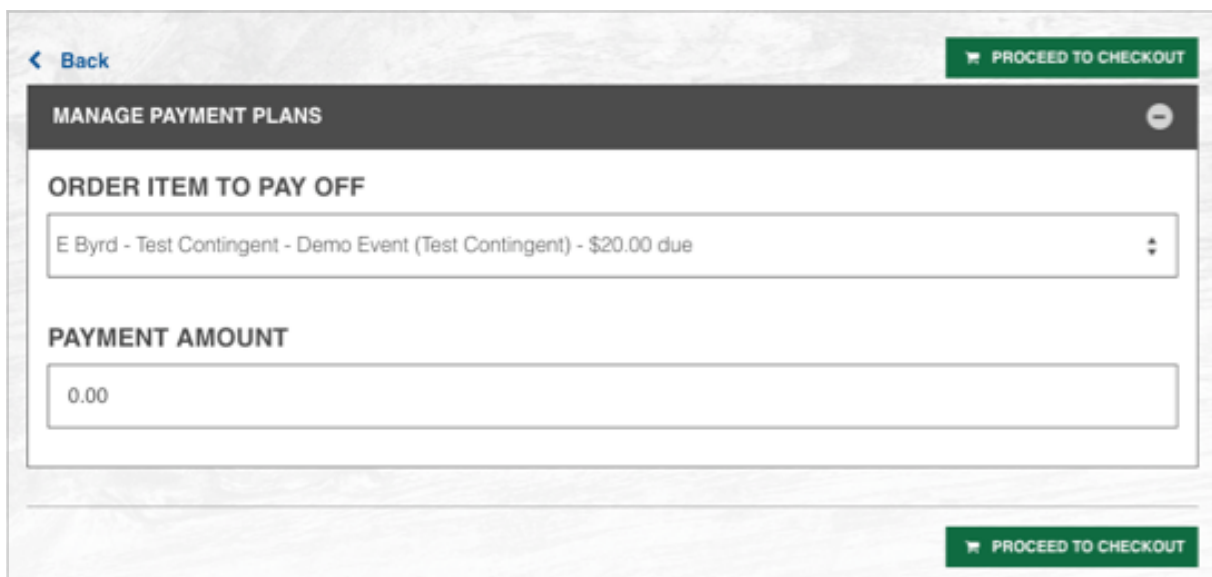 Back
PROCEED TO CHECKOUT
MANAGE PAYMENT PLANS
ORDER ITEM TO PAY OFF
E Byrd - Test Contingent - Demo Event (Test Contingent) - $20.00 due
PAYMENT AMOUNT
0.00
PROCEED TO CHECKOUT